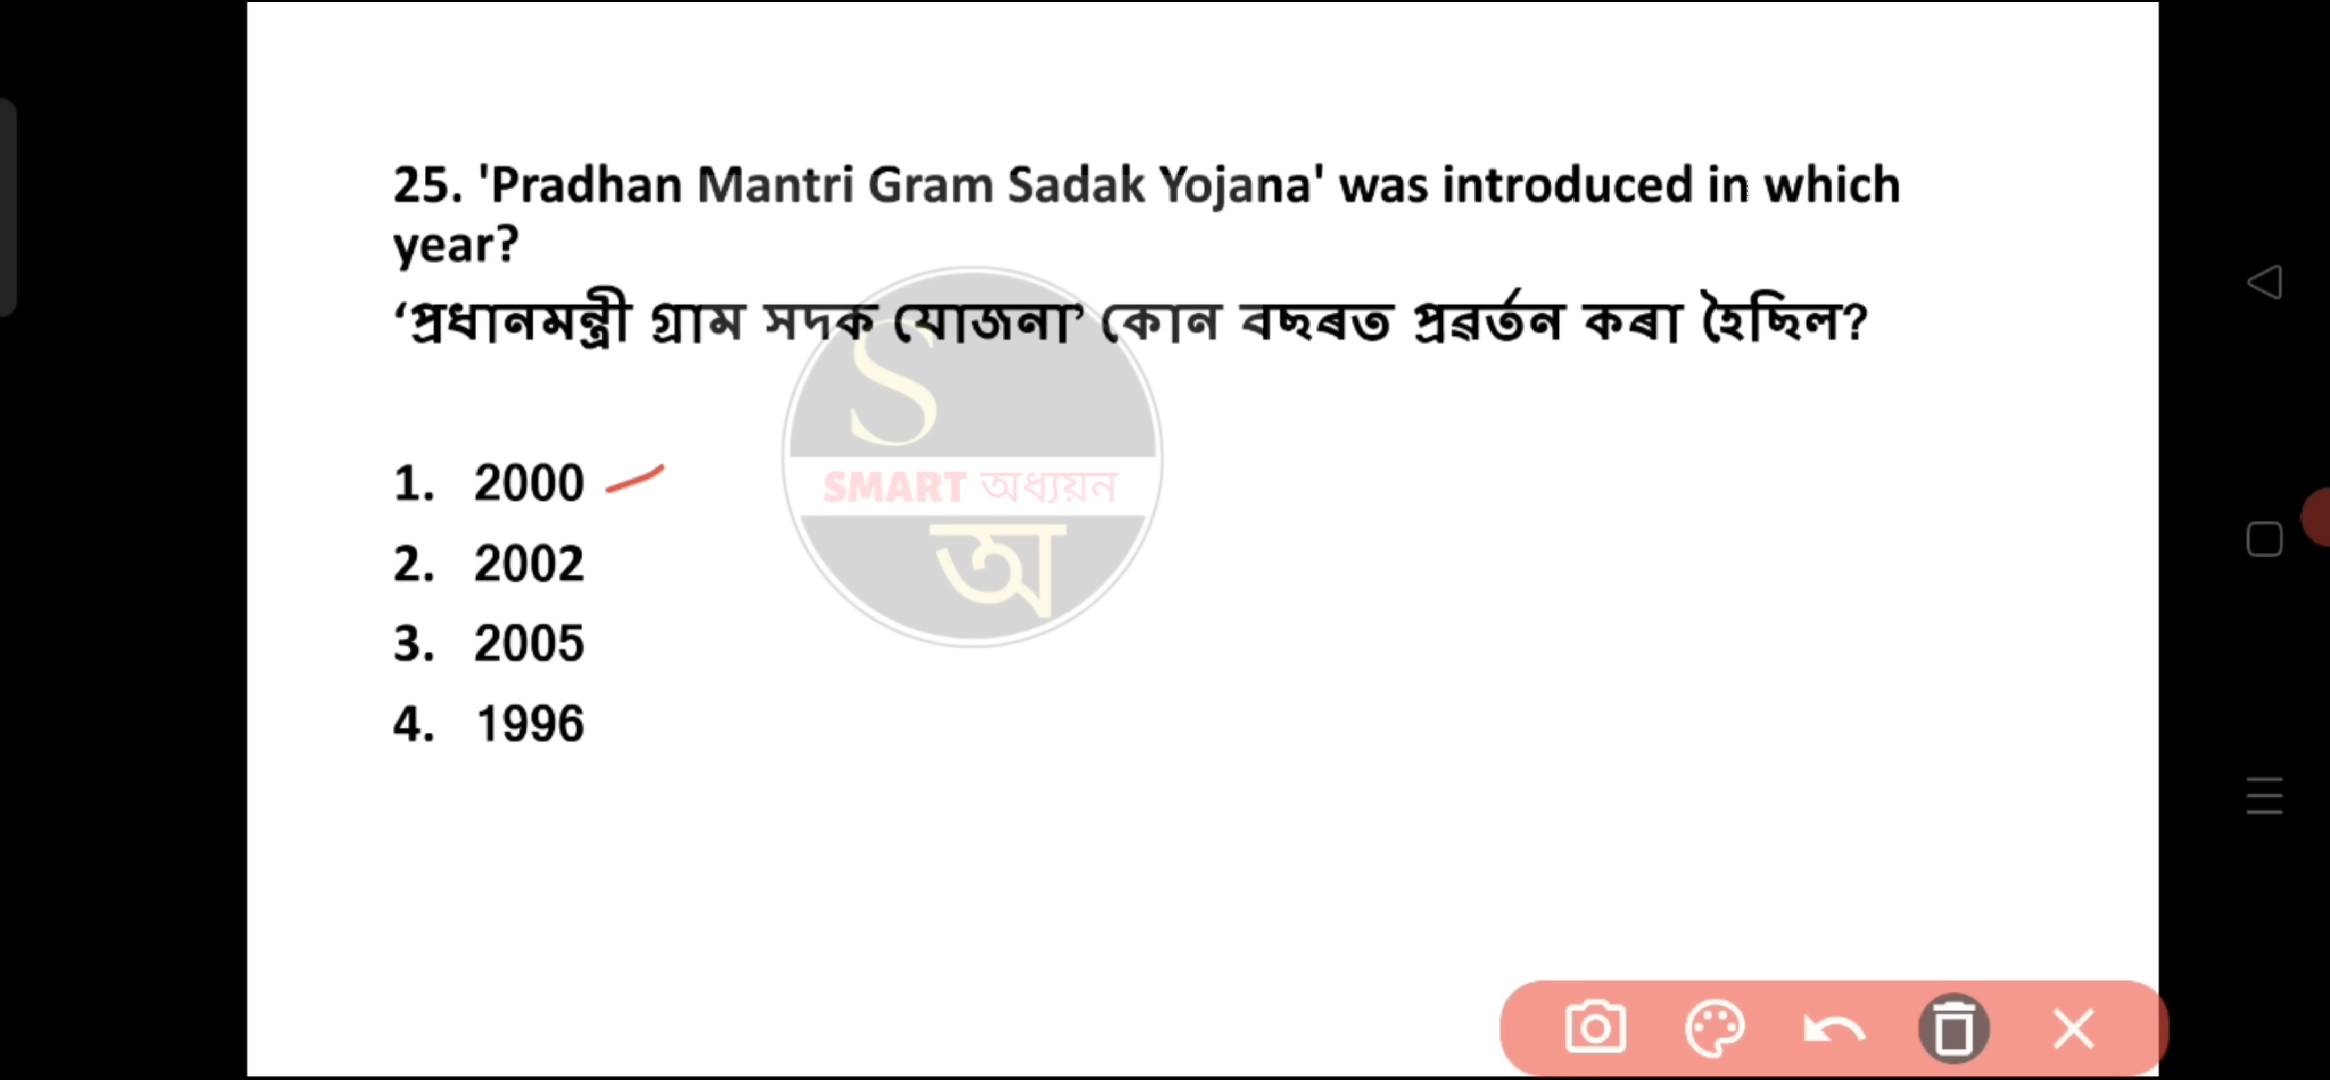 25. 'Pradhan Mantri Gram Sadak Yojana' was introduced in which
year?
‘প্ৰধানমন্ত্ৰী গ্ৰাম সদক যোজনা’ কোন বছৰত প্ৰৱৰ্তন কৰা হৈছিল?
S
SMART অধ্যয়ন
অ
1. 2000
2. 2002
3. 2005
4. 1996